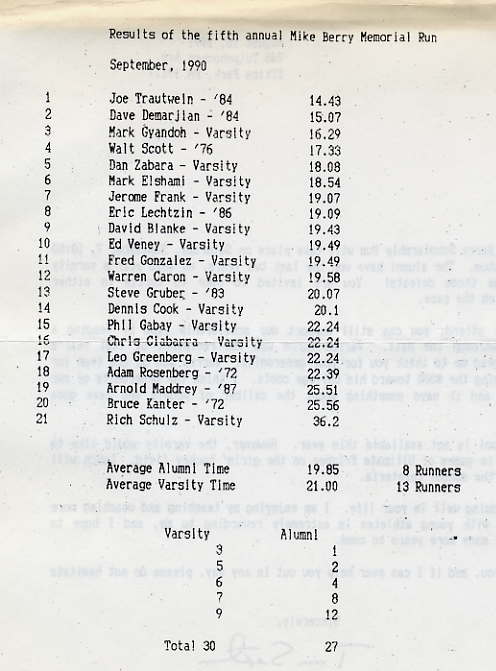 Results of the fifth annual Mike Berry Memorial Run
September, 1990
1 Joe Trautwein - '84 14.43
2 Dave Demarjian - '84 15.07
3 Mark Gyandoh - Varsity 16.29
4 Walt Scott - '76 17.33
5 Dan Zabara - Varsity 18.08
6 Mark Elshami - Varsity 18.54
7 Jerome Frank - Varsity 19.07
8 Eric Lechtzin - '86 19.09
9 David Blanke - Varsity 19.43
10 Ed Veney - Varsity 19.49
11 Fred Gonzalez - Varsity 19.49
12 Warren Caron - Varsity 19.58
13 Steve Gruber - '83 20.07
14 Dennis Cook - Varsity 20.1
15 Phil Gabay - Varsity 22.24
16 Chris Ciabarra - Varsity 22.24
17 Leo Greenberg - Varsity 22.24
18 Adam Rosenberg - '72 22.39
19 Arnold Maddrey - '87 25.51
20 Bruce Kanter - '72 25.56
21 Rich Schulz - Varsity 36.2
Average Alumni Time 19.85 8 Runners
Average Varsity Time 21.00 13 Runners
Varsity Alumni
3 1
5 2
6 4
7 8
9 12
Total 30 27